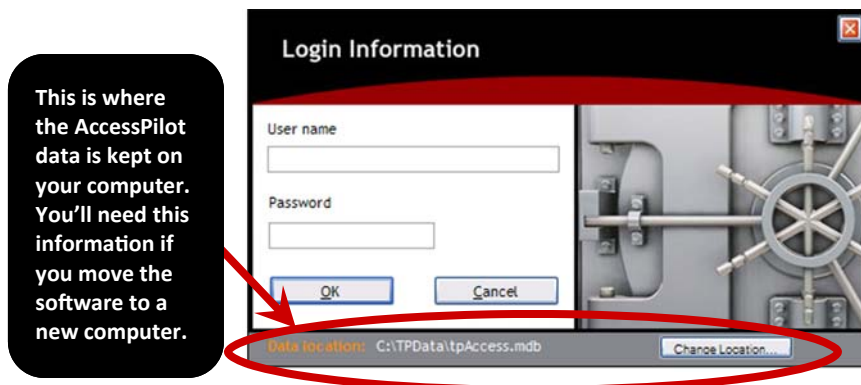 Login Information
This is where
the AccessPilot
data is kept on
your computer.
You'll need this
information if
you move the
software to a
new computer.
User name
Password
OK
Cancel
Data location: C:\TPData\tpAccess.mdb
Change Location...